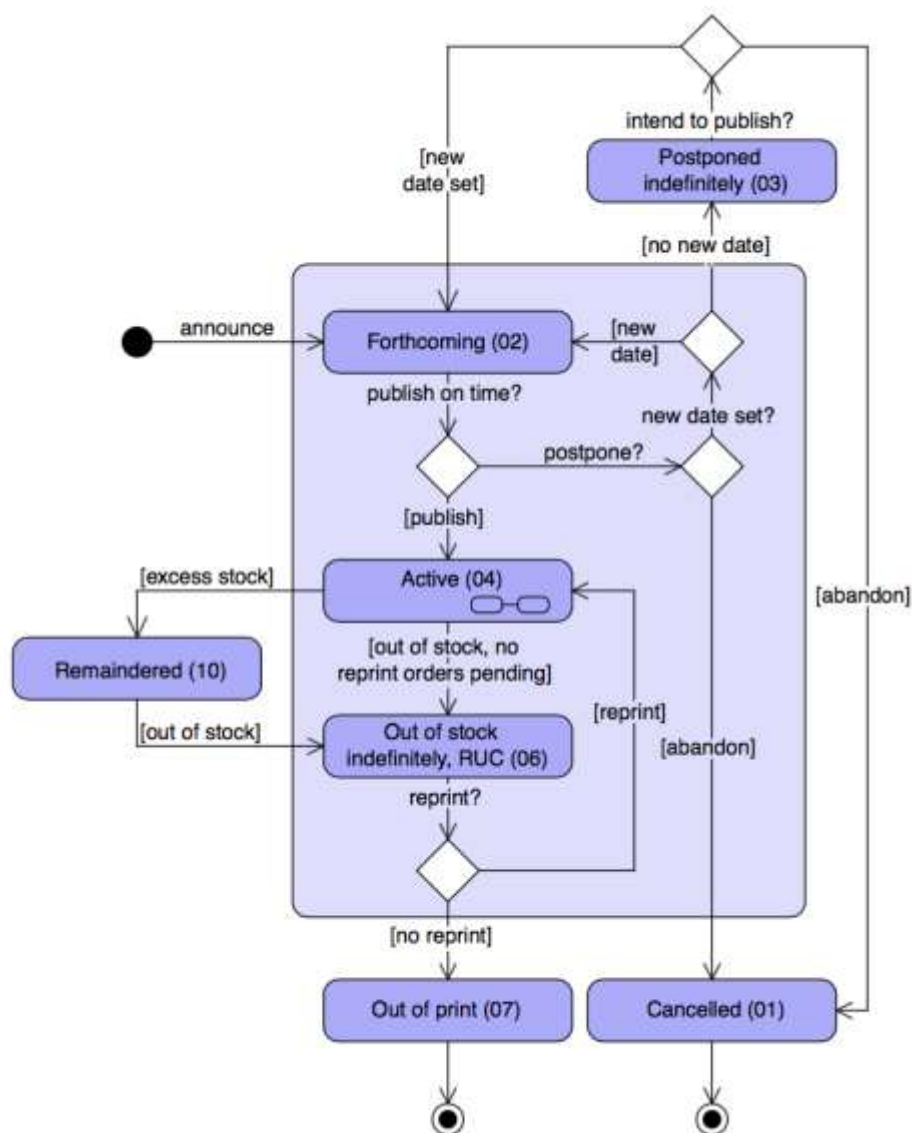 intend to publish?
[new
date set]
Postponed
indefinitely (03)
[no new date]
announce
Forthcoming (02)
[new
date]
publish on time?
new date set?
postpone?
[publish]
[excess stock]
Active (04)
[abandon]
[out of stock, no
reprint orders pending]
Remaindered (10)
[reprint]
[out of stock]
Out of stock
indefinitely, RUC (06)
[abandon]
reprint?
[no reprint]
Out of print (07)
Cancelled (01)